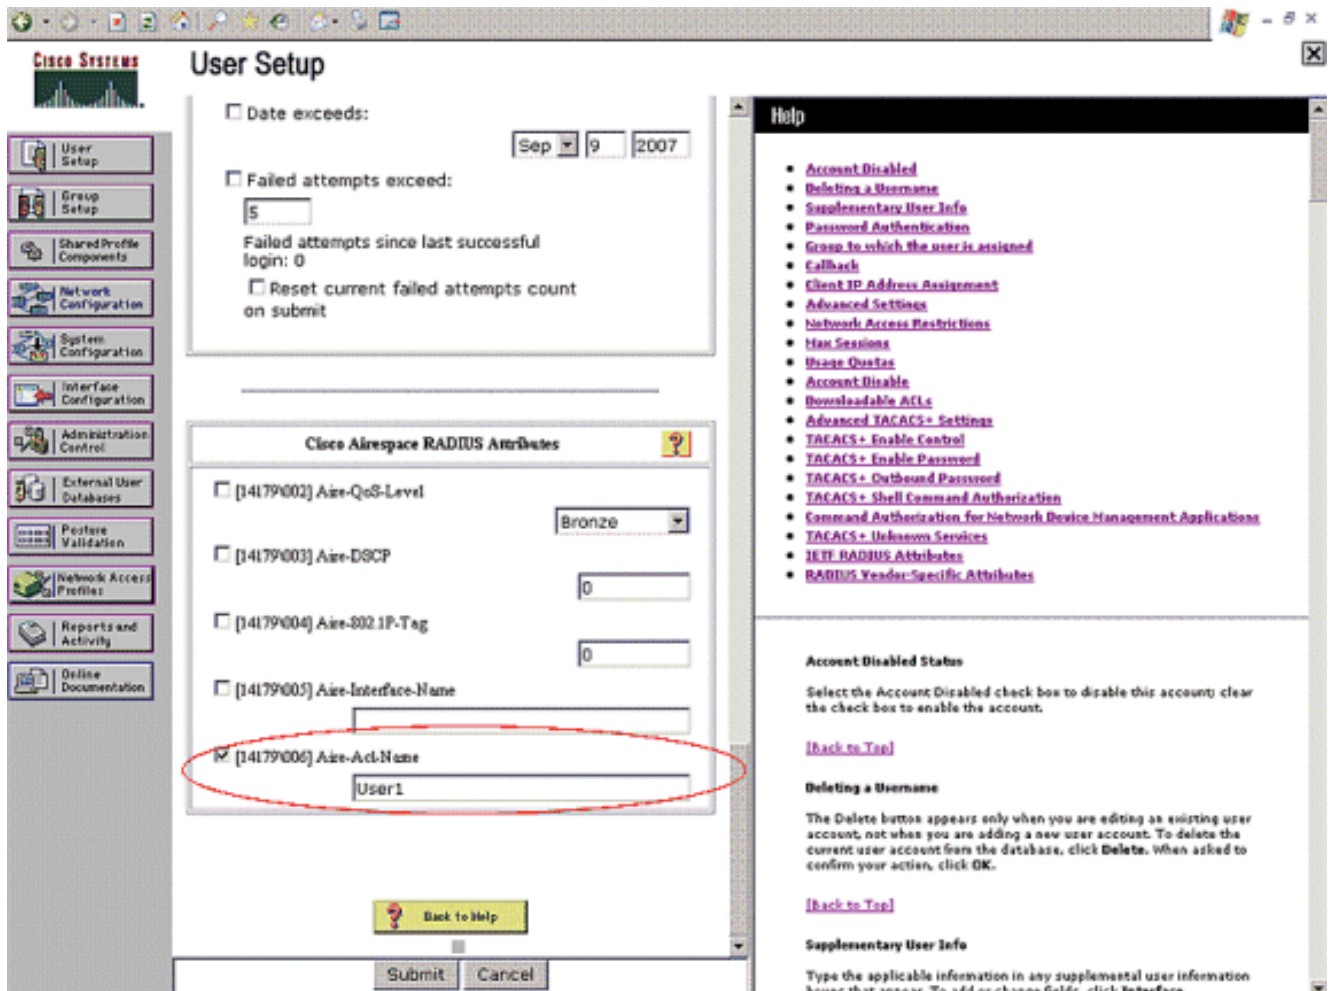 CISCO SYSTEMS
User Setup
User
Setup
Group
Setup
Shared Profile
Components
Network
Configuration
System
Configuration
Interface
Configuration
Administration
Control
External User
Databases
Posture
Validation
Network Access
Profiles
Reports and
Activity
Online
Documentation
Date exceeds:
Sep 9 2007
Failed attempts exceed:
5
Failed attempts since last successful
login: 0
Reset current failed attempts count
on submit
Cisco Airespace RADIUS Attributes
?
[14179\002] Aire-QoS-Level
Bronze
[14179\003] Aire-DSCP
0
[14179\004] Aire-802.1P-Tag
0
[14179\005] Aire-Interface-Name
[14179\006] Aire-Acl-Name
User1
? Back to Help
Submit Cancel
Help
Account Disabled
Deleting a Username
Supplementary User Info
Password Authentication
Group to which the user is assigned
Callback
Client IP Address Assignment
Advanced Settings
Network Access Restrictions
Max Sessions
Usage Quotas
Account Disable
Downloadable ACLs
Advanced TACACS+ Settings
TACACS+ Enable Control
TACACS+ Enable Password
TACACS+ Outbound Password
TACACS+ Shell Command Authorization
Command Authorization for Network Device Management Applications
TACACS+ Unknown Services
IETF RADIUS Attributes
RADIUS Vendor-Specific Attributes
Account Disabled Status
Select the Account Disabled check box to disable this account; clear
the check box to enable the account.
[Back to Top]
Deleting a Username
The Delete button appears only when you are editing an existing user
account, not when you are adding a new user account. To delete the
current user account from the database, click Delete. When asked to
confirm your action, click OK.
[Back to Top]
Supplementary User Info
Type the applicable information in any supplemental user information
boxes that appear. To add or change fields, click Interface